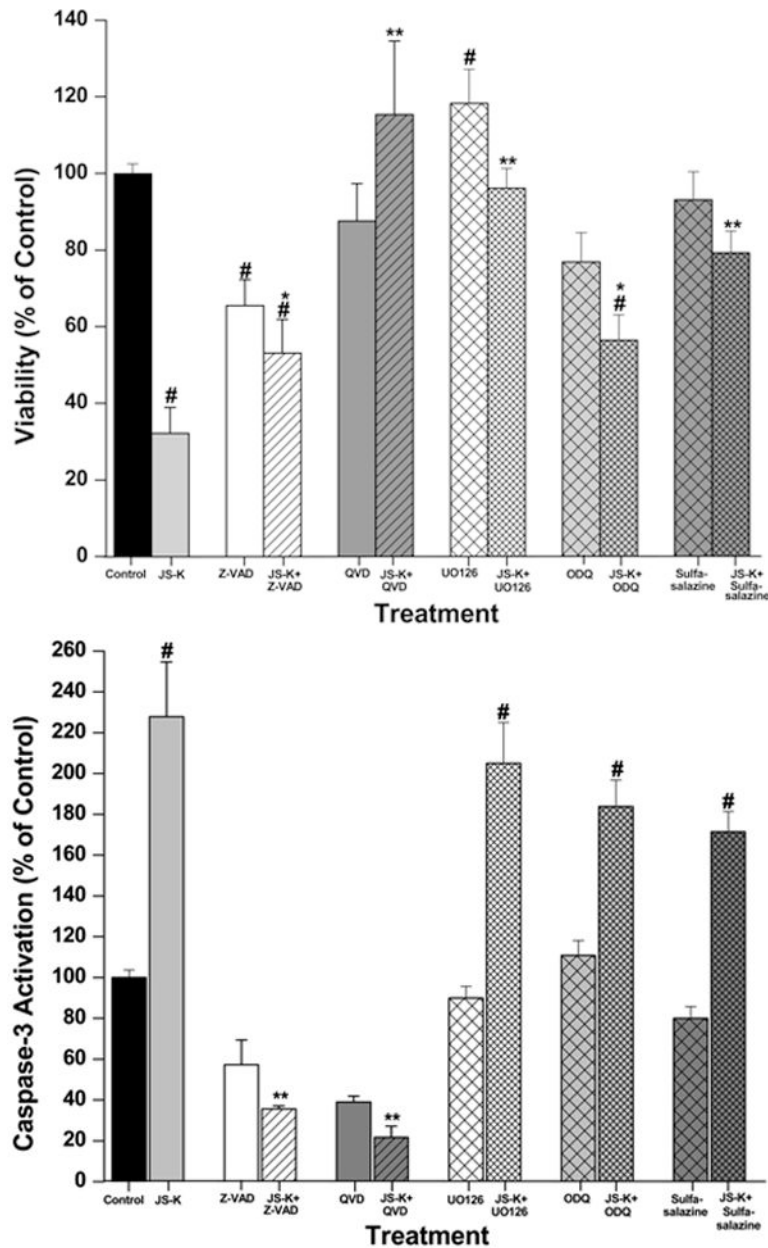 Viability (% of Control)
140
120
100
80
60
40
20
0
#
#
*
#
**
#
**
*
#
**
Control
JS-K
Z-VAD
JS-K+
Z-VAD
QVD
JS-K+
QVD
UO126
JS-K+
UO126
ODQ
JS-K+
ODQ
Sulfa-
salazine
JS-K+
Sulfa-
salazine
Treatment
Caspase-3 Activation (% of Control)
260
240
220
200
180
160
140
120
100
80
60
40
20
0
#
**
**
#
#
#
Control
JS-K
Z-VAD
JS-K+
Z-VAD
QVD
JS-K+
QVD
UO126
JS-K+
UO126
ODQ
JS-K+
ODQ
Sulfa-
salazine
JS-K+
Sulfa-
salazine
Treatment